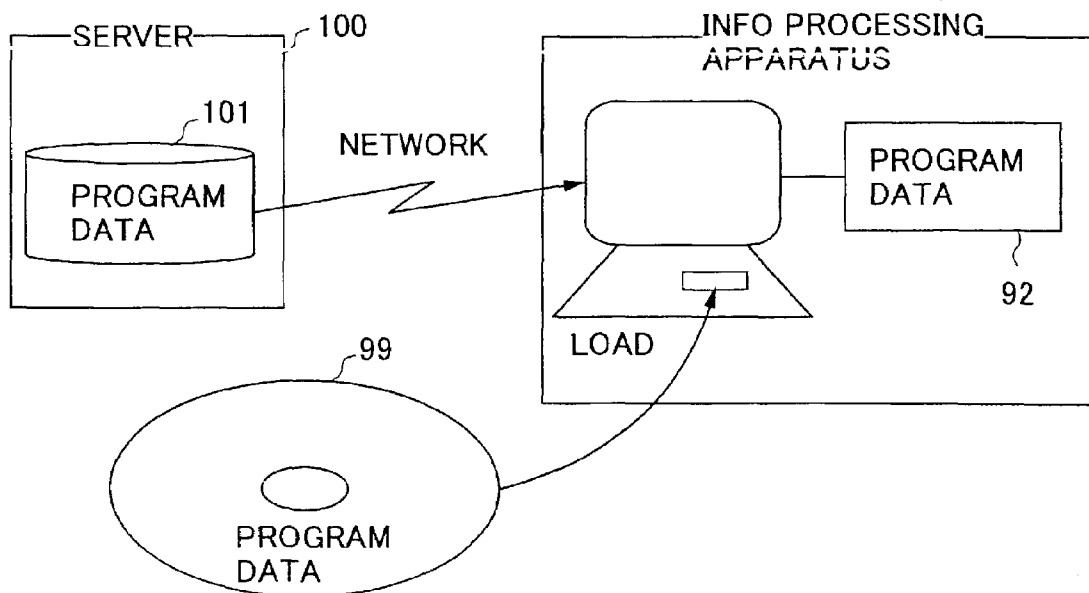 SERVER
100
INFO PROCESSING
APPARATUS
101
NETWORK
PROGRAM
DATA
PROGRAM
DATA
92
LOAD
99
PROGRAM
DATA